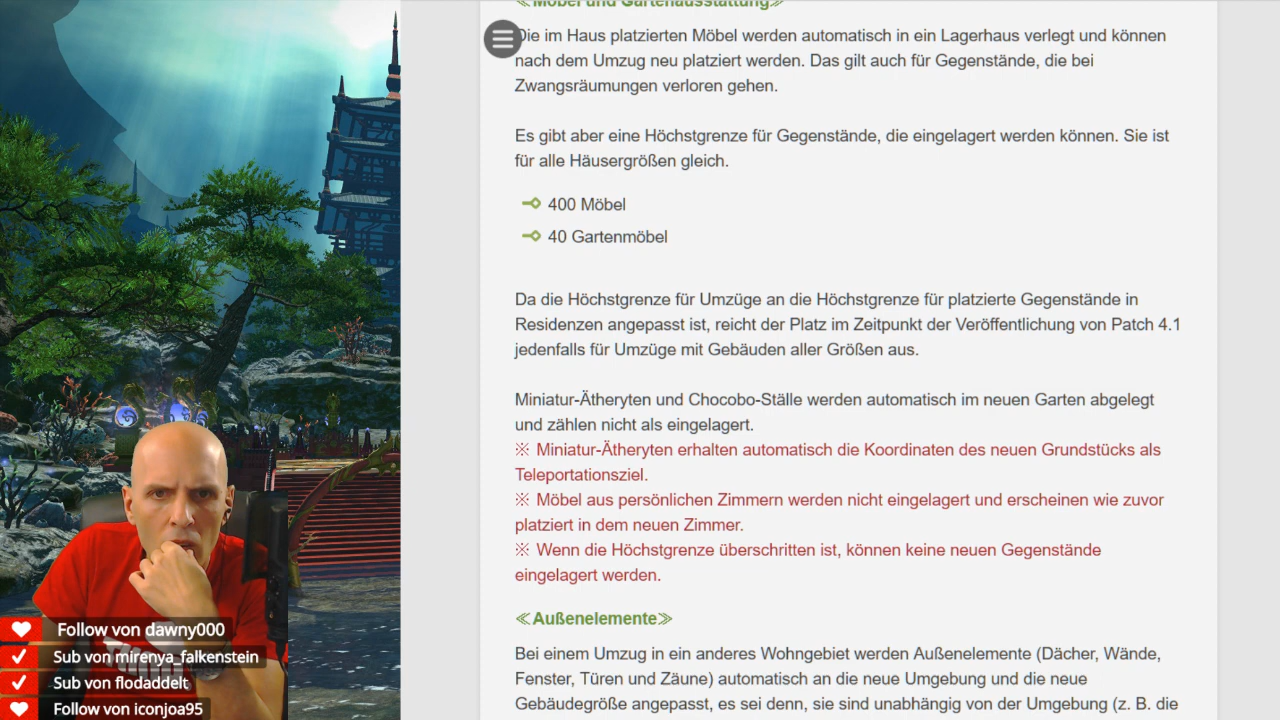 ≪Möbel und Gartenausstattung≫
Die im Haus platzierten Möbel werden automatisch in ein Lagerhaus verlegt und können
nach dem Umzug neu platziert werden. Das gilt auch für Gegenstände, die bei
Zwangsräumungen verloren gehen.
Es gibt aber eine Höchstgrenze für Gegenstände, die eingelagert werden können. Sie ist
für alle Häusergrößen gleich.
400 Möbel
40 Gartenmöbel
Da die Höchstgrenze für Umzüge an die Höchstgrenze für platzierte Gegenstände in
Residenzen angepasst ist, reicht der Platz im Zeitpunkt der Veröffentlichung von Patch 4.1
jedenfalls für Umzüge mit Gebäuden aller Größen aus.
Miniatur-Ätheryten und Chocobo-Ställe werden automatisch im neuen Garten abgelegt
und zählen nicht als eingelagert.
※ Miniatur-Ätheryten erhalten automatisch die Koordinaten des neuen Grundstücks als
Teleportationsziel.
※ Möbel aus persönlichen Zimmern werden nicht eingelagert und erscheinen wie zuvor
platziert in dem neuen Zimmer.
※ Wenn die Höchstgrenze überschritten ist, können keine neuen Gegenstände
eingelagert werden.
≪Außenelemente≫
Bei einem Umzug in ein anderes Wohngebiet werden Außenelemente (Dächer, Wände,
Fenster, Türen und Zäune) automatisch an die neue Umgebung und die neue
Gebäudegröße angepasst, es sei denn, sie sind unabhängig von der Umgebung (z. B. die
Follow von dawny000
Sub von mirenya_falkenstein
Sub von flodaddelt
Follow von iconjoa95